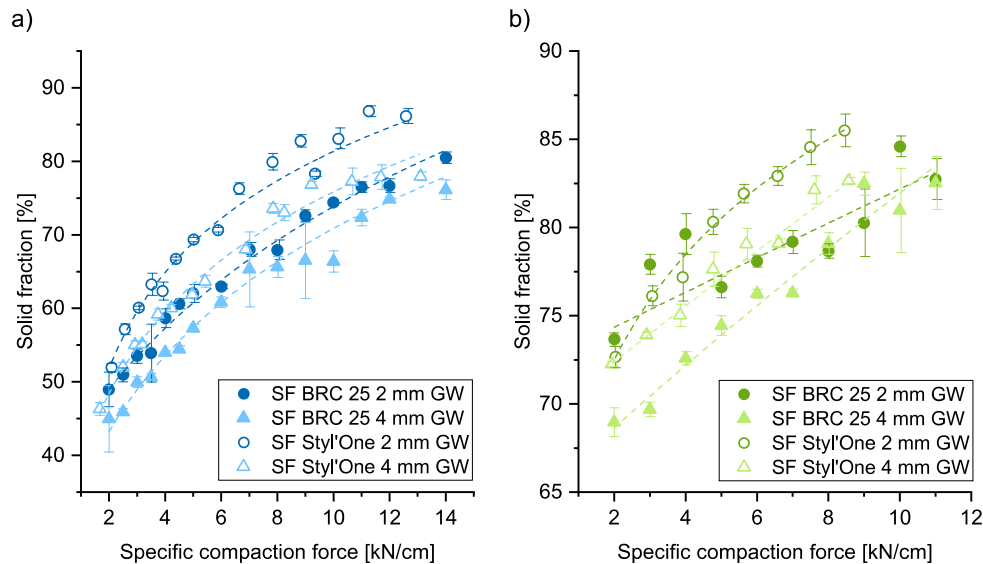 a)
Solid fraction [%]
90
80
70
60
50
40
2 4 6 8 10 12 14
Specific compaction force [kN/cm]
SF BRC 25 2 mm GW
SF BRC 25 4 mm GW
SF Styl'One 2 mm GW
SF Styl'One 4 mm GW
b)
Solid fraction [%]
90
85
80
75
70
65
2 4 6 8 10 12
Specific compaction force [kN/cm]
SF BRC 25 2 mm GW
SF BRC 25 4 mm GW
SF Styl'One 2 mm GW
SF Styl'One 4 mm GW